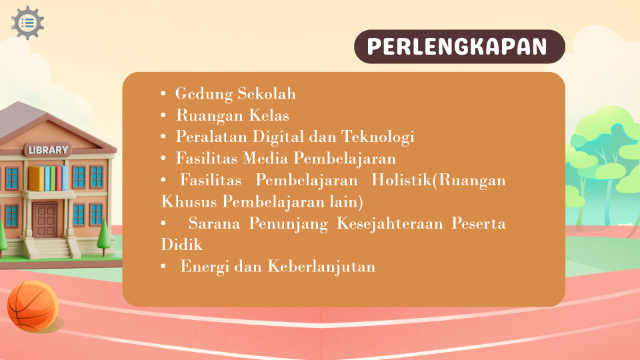 PERLENGKAPAN
• Gedung Sekolah
• Ruangan Kelas
• Peralatan Digital dan Teknologi
• Fasilitas Media Pembelajaran
• Fasilitas Pembelajaran Holistik(Ruangan
Khusus Pembelajaran lain)
• Sarana Penunjang Kesejahteraan Peserta
Didik
• Energi dan Keberlanjutan
LIBRARY